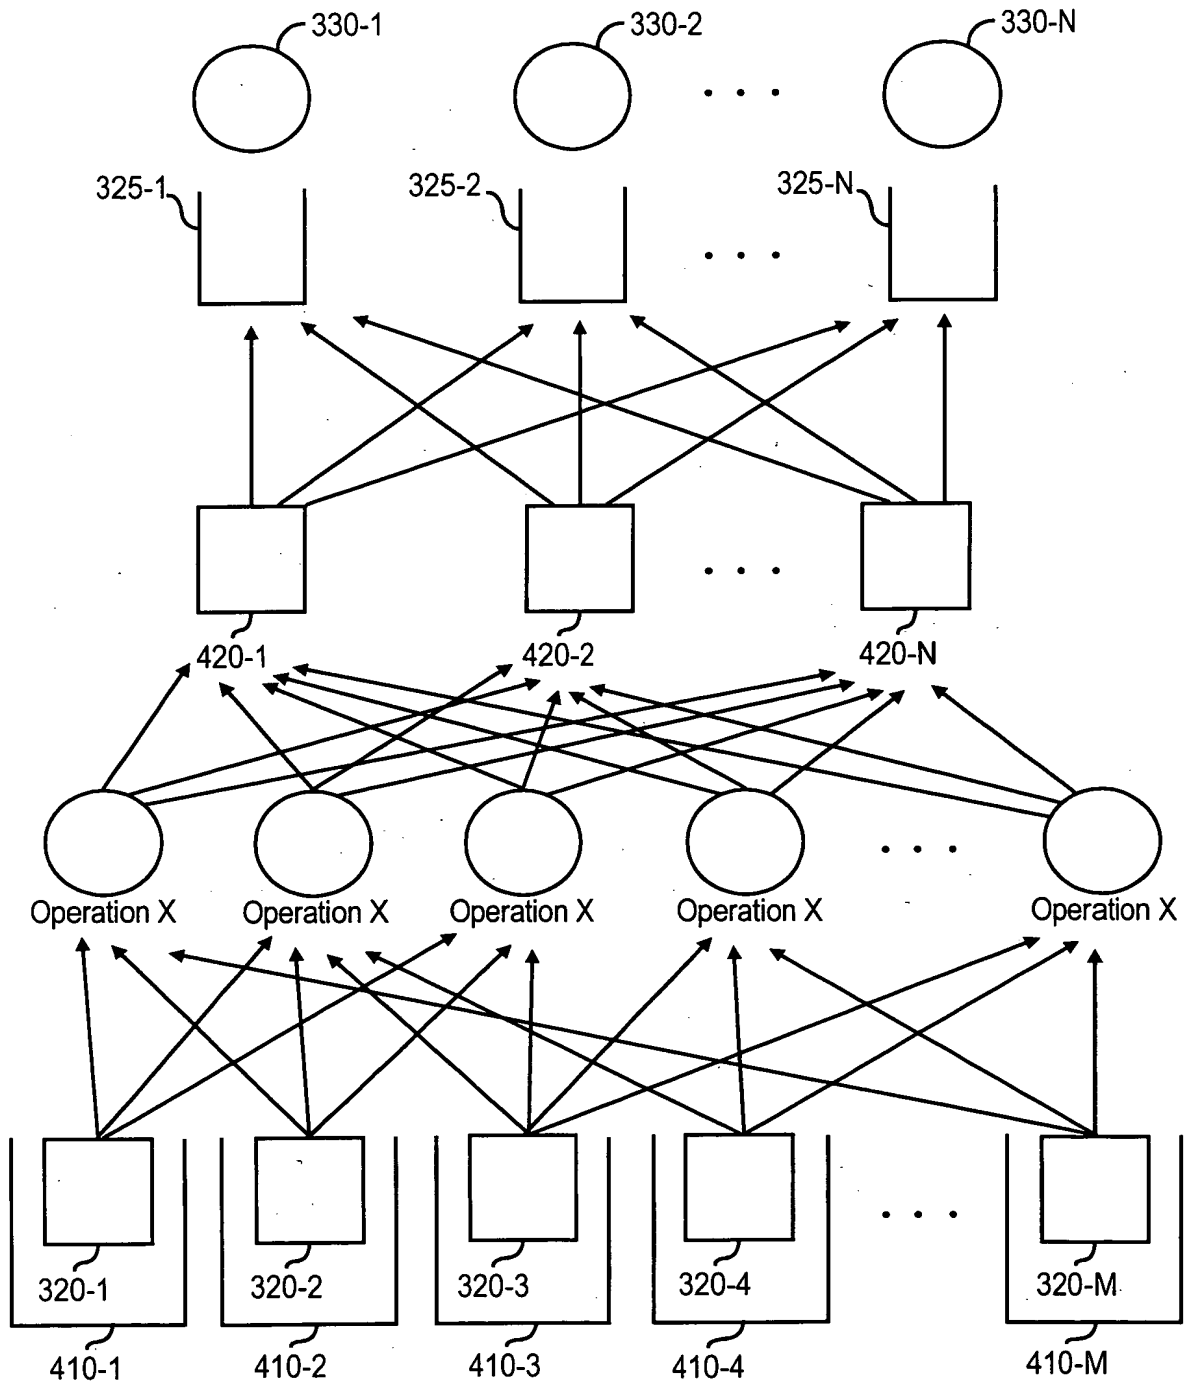 330-1
330-2
330-N
325-1
325-2
325-N
420-1
420-2
420-N
Operation X
Operation X
Operation X
Operation X
Operation X
320-1
320-2
320-3
320-4
320-M
410-1
410-2
410-3
410-4
410-M